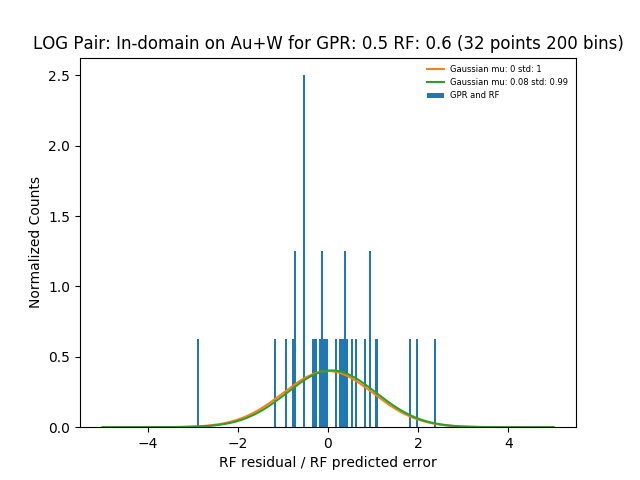 LOG Pair: In-domain on Au+W for GPR: 0.5 RF: 0.6 (32 points 200 bins)
Gaussian mu: 0 std: 1
Gaussian mu: 0.08 std: 0.99
GPR and RF
2.5
2.0
1.5
1.0
0.5
0.0
Normalized Counts
−4
−2
0
2
4
RF residual / RF predicted error